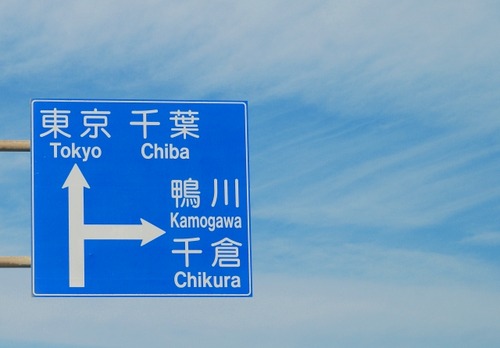 東京 千葉
Tokyo Chiba
鴨川
Kamogawa
千倉
Chikura